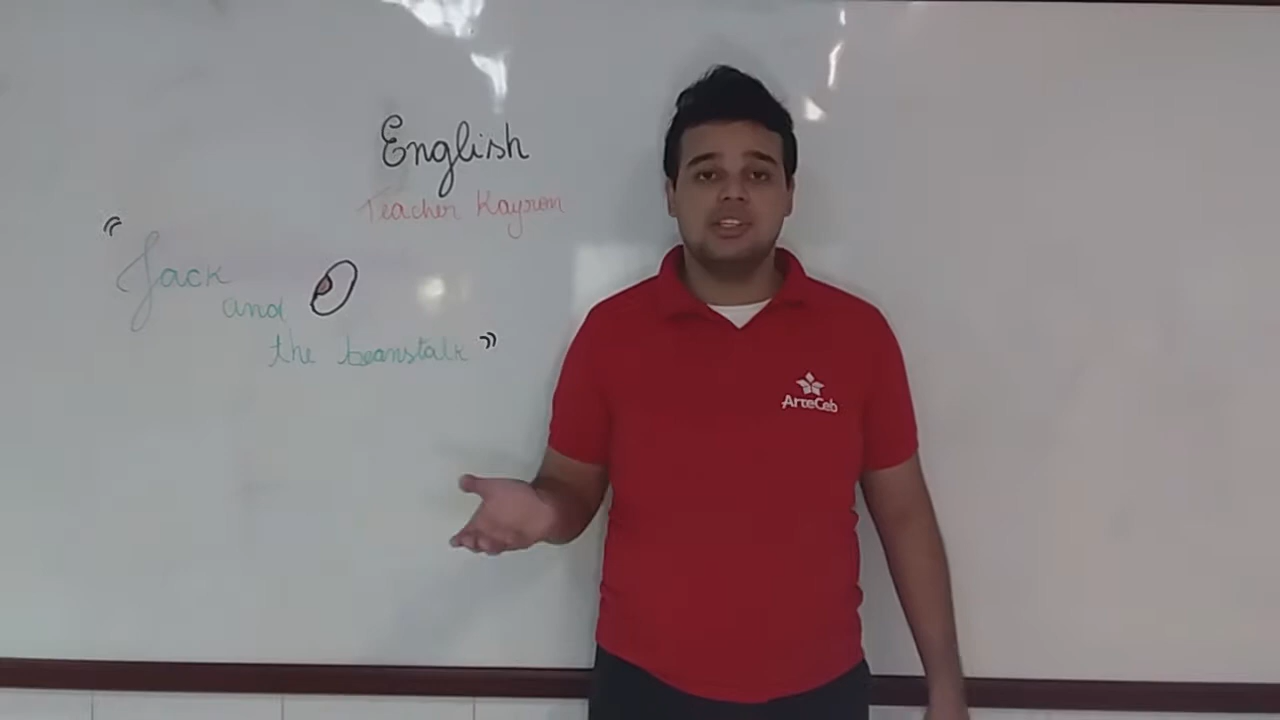 English
Teacher Kayron
"Jack
and
the beanstalk"
ArteCeb